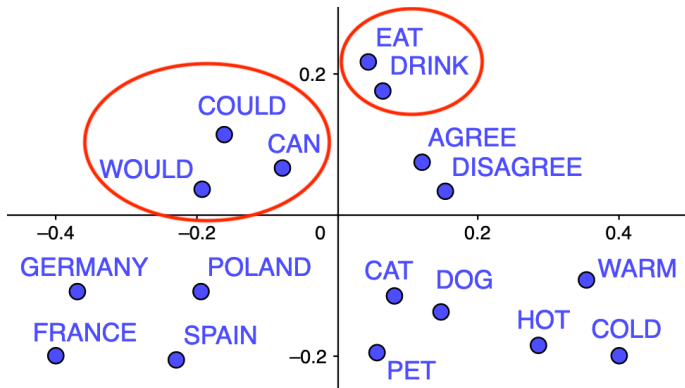 EAT
0.2
DRINK
COULD
CAN
AGREE
WOULD
DISAGREE
−0.4
−0.2
0
0.2
0.4
GERMANY
POLAND
CAT
DOG
WARM
FRANCE
SPAIN
HOT
COLD
−0.2
PET